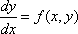 dy/dx = f(x, y)